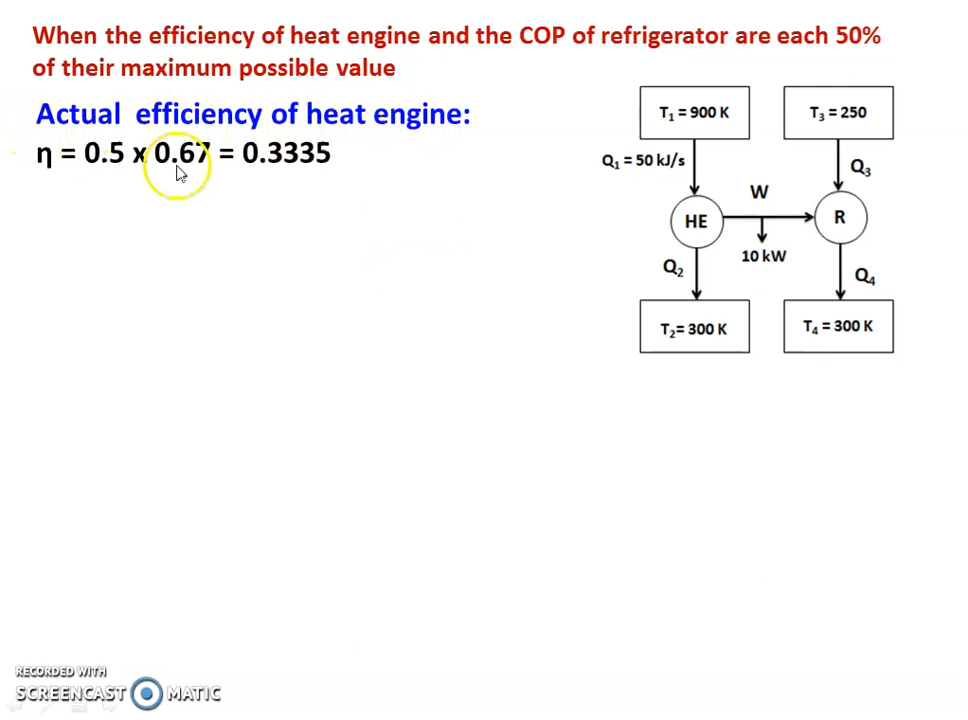 When the efficiency of heat engine and the COP of refrigerator are each 50%
of their maximum possible value
Actual efficiency of heat engine:
η = 0.5 x 0.67 = 0.3335
T₁ = 900 K
T₃ = 250
Q₁ = 50 kJ/s
Q₃
W
HE
R
10 kW
Q₂
Q₄
T₂= 300 K
T₄ = 300 K
RECORDED WITH
SCREENCAST MATIC